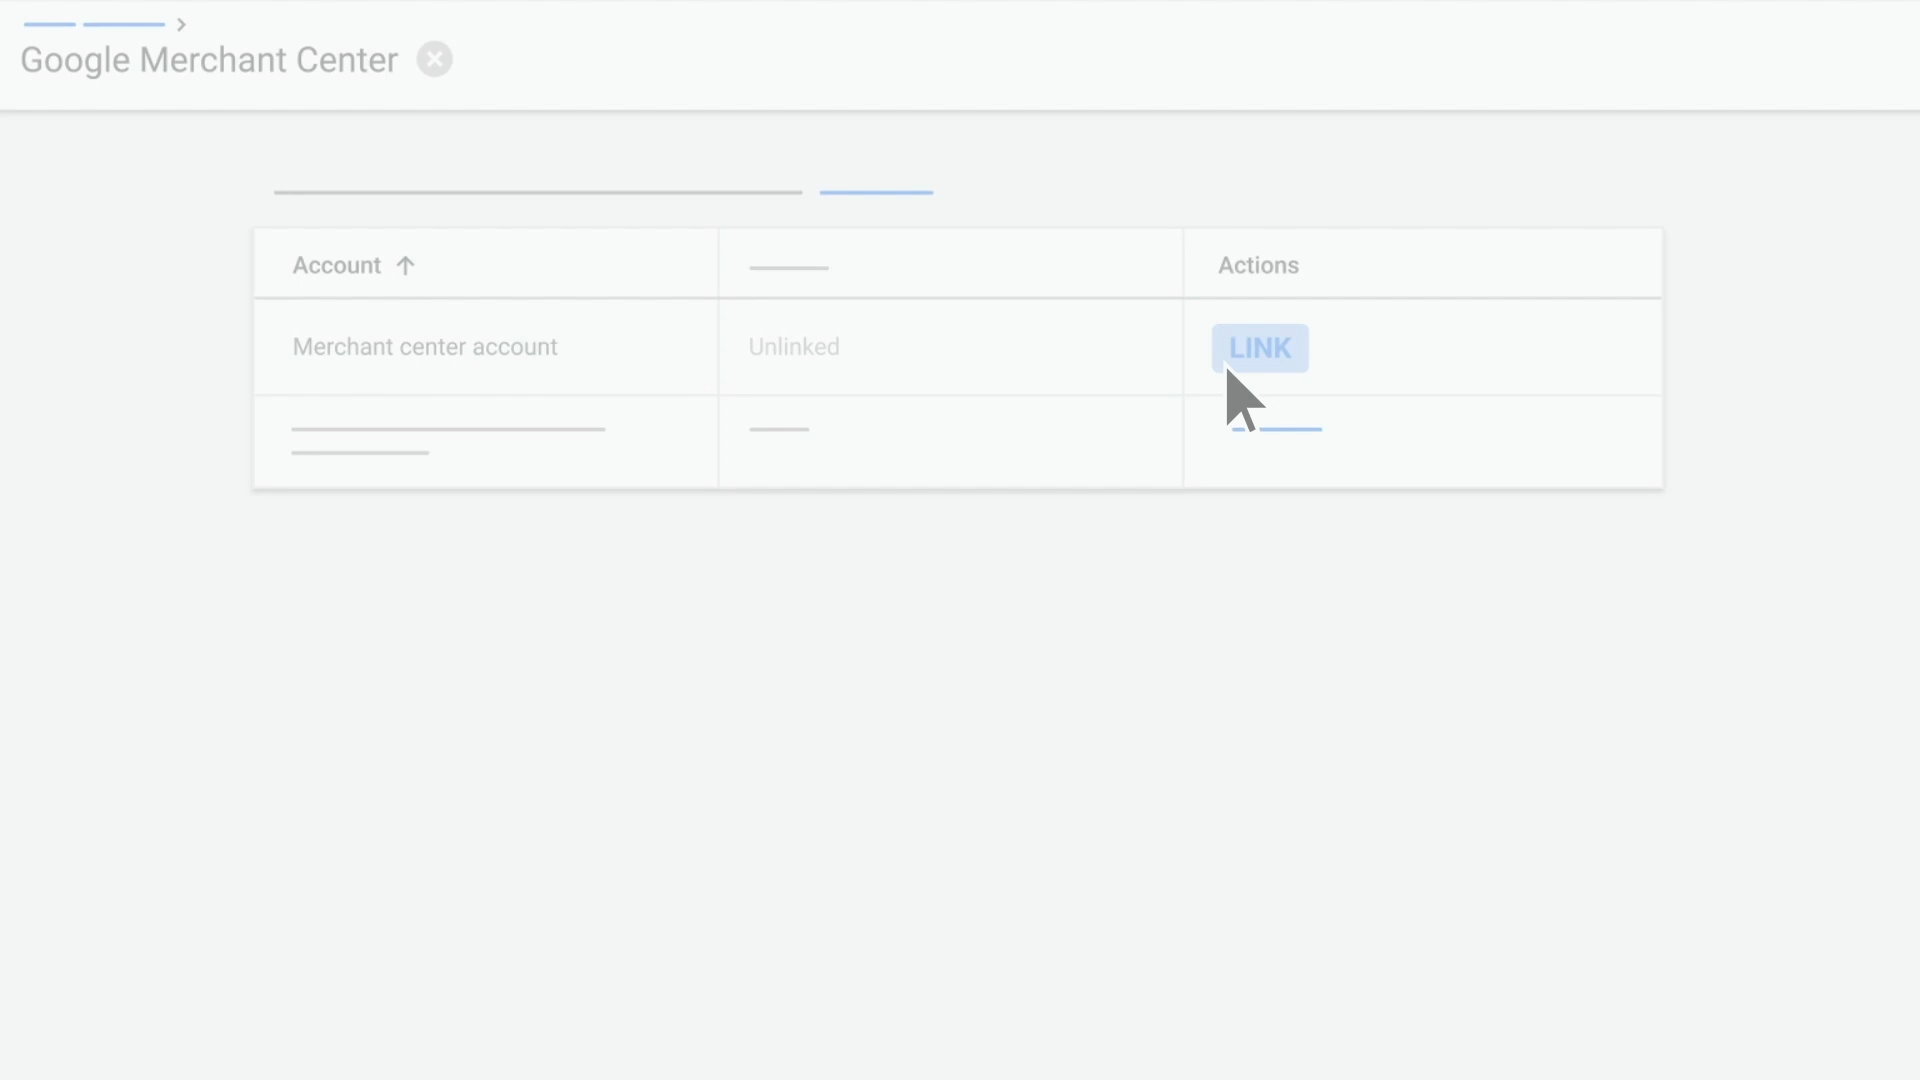 Google Merchant Center
Account
Actions
Merchant center account
Unlinked
LINK